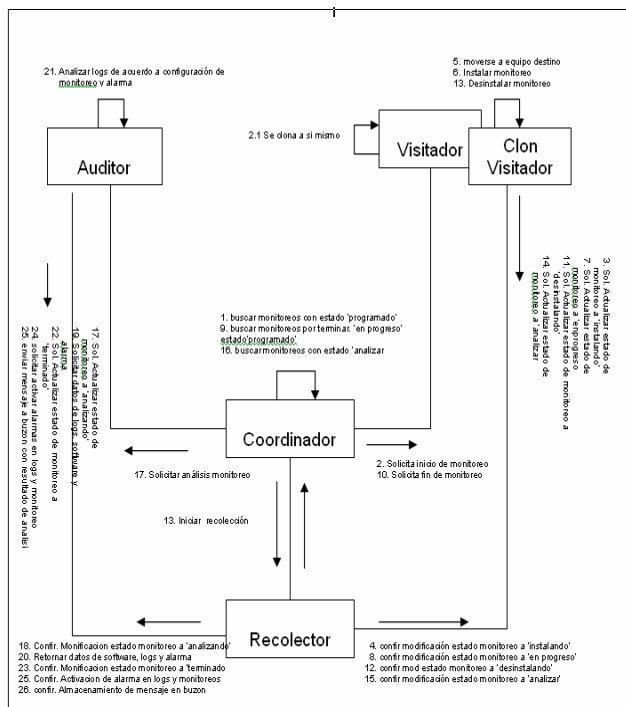 5. moverse a equipo destino
6. Instalar monitoreo
13. Desinstalar monitoreo
21. Analizar logs de acuerdo a configuración de
monitoreo y alarma
2.1 Se clona a si mismo
Auditor
Visitador
Clon
Visitador
3. Sol. Actualizar estado de
monitoreo a 'instalando'
7. Sol. Actualizar estado de
monitoreo a 'enprogreso
11. Sol. Actualizar estado de monitoreo a
'desinstalando'
14. Sol. Actualizar estado de
monitoreo a 'analizar
1. buscar monitoreos con estado 'programado'
9. buscar monitoreos por terminar. 'en progreso'
estado'programado'
16. buscar monitoreos con estado 'analizar
17. Sol. Actualizar estado de
monitoreo a 'analizando'
19. Solicitar datos de logs, software y
alarma
22. Sol. Actualizar estado de monitoreo a
'terminado'
24. solicitar activar alarmas en logs y monitoreo
25. enviar mensaje a buzon con resultado de analisi
Coordinador
17. Solicitar análisis monitoreo
2. Solicita inicio de monitoreo
10. Solicita fin de monitoreo
13. Iniciar recolección
Recolector
18. Confir. Monificacion estado monitoreo a 'analizando'
20. Retornar datos de software, logs y alarma
23. Confir. Monificacion estado monitoreo a 'terminado
25. Confir. Activacion de alarma en logs y monitoreos
26. confir. Almacenamiento de mensaje en buzon
4. confir modificación estado monitoreo a 'instalando'
8. confir modificación estado monitoreo a 'en progreso'
12. confir mod estado monitoreo a 'desinstalando'
15. confir modificación estado monitoreo a 'analizar'